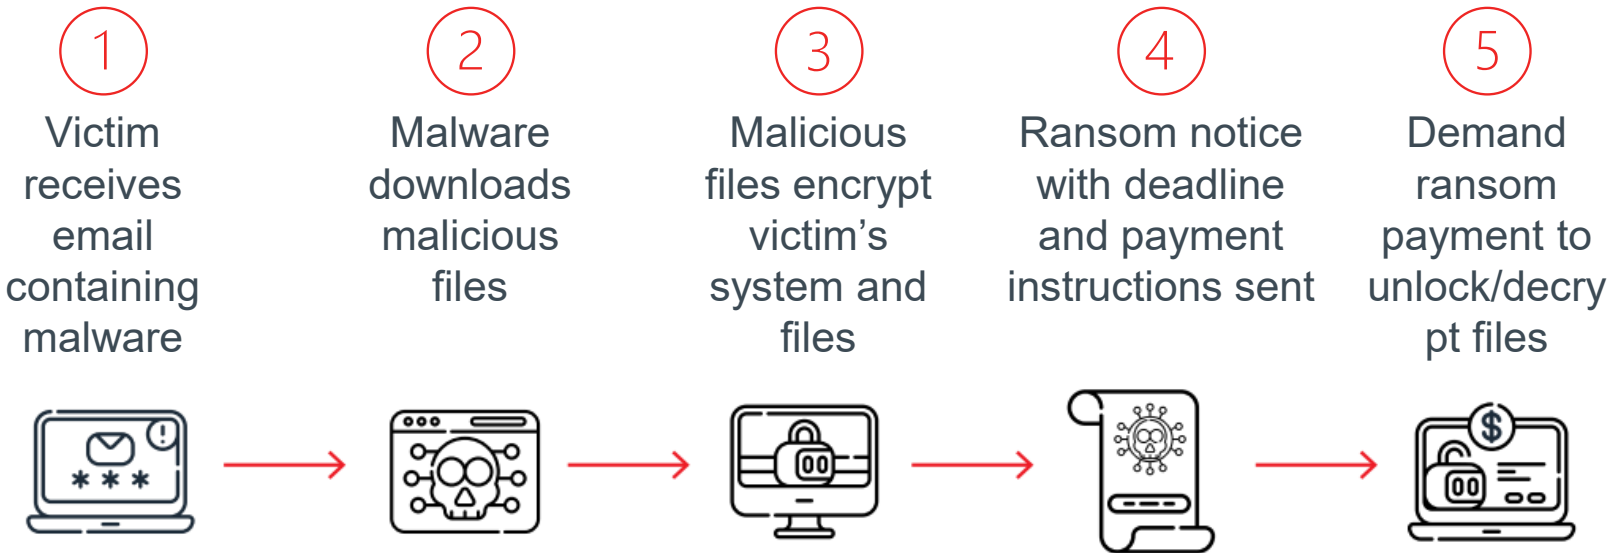 1
Victim
receives
email
containing
malware
2
Malware
downloads
malicious
files
3
Malicious
files encrypt
victim’s
system and
files
4
Ransom notice
with deadline
and payment
instructions sent
5
Demand
ransom
payment to
unlock/decry
pt files
$